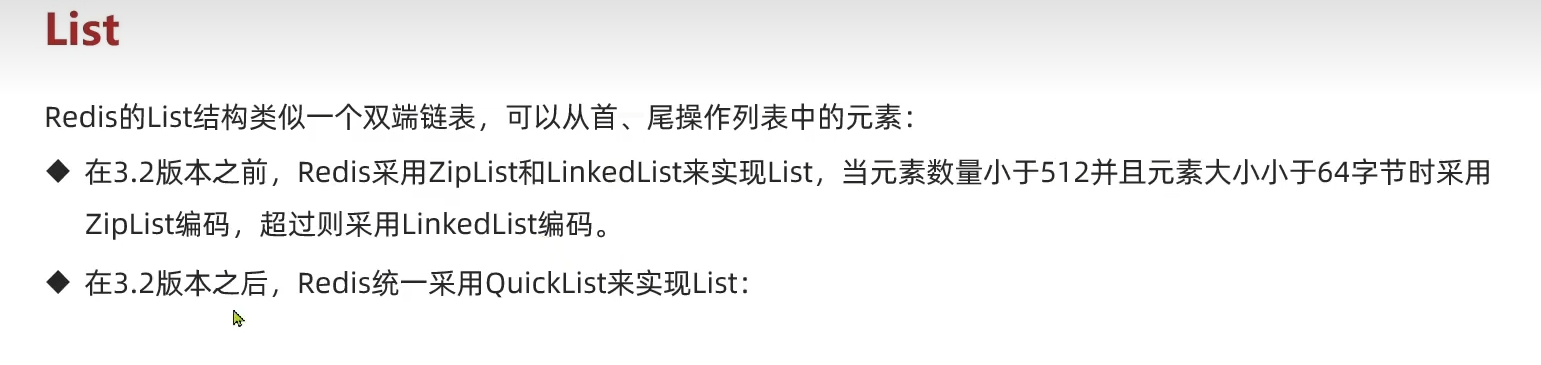 List
Redis的List结构类似一个双端链表，可以从首、尾操作列表中的元素：
◆ 在3.2版本之前，Redis采用ZipList和LinkedList来实现List，当元素数量小于512并且元素大小小于64字节时采用
ZipList编码，超过则采用LinkedList编码。
◆ 在3.2版本之后，Redis统一采用QuickList来实现List：